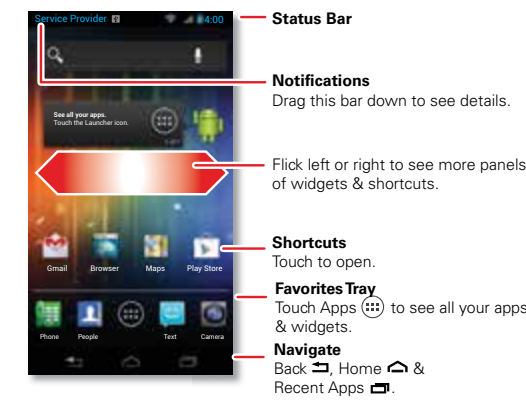 Service Provider
4:00
See all your apps.
Touch the Launcher icon.
Gmail Browser Maps Play Store
Phone People Text Camera
Status Bar
Notifications
Drag this bar down to see details.
Flick left or right to see more panels
of widgets & shortcuts.
Shortcuts
Touch to open.
Favorites Tray
Touch Apps to see all your apps
& widgets.
Navigate
Back , Home &
Recent Apps .